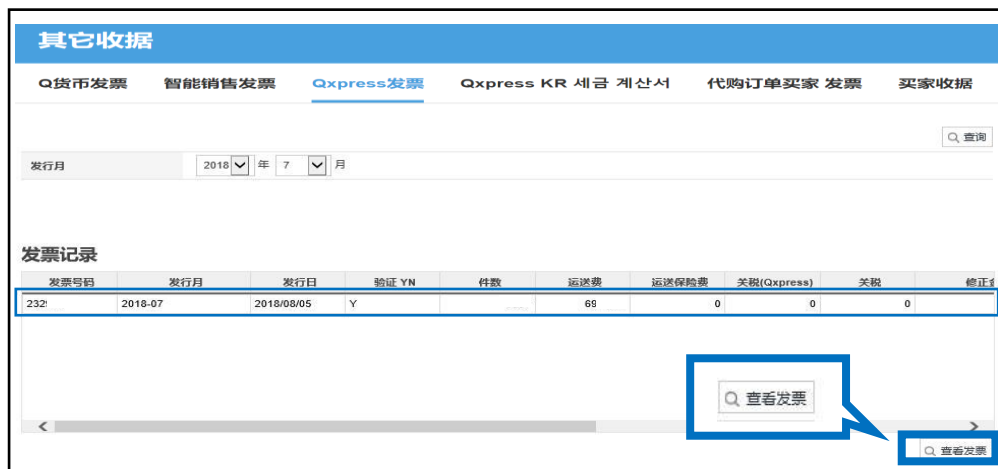 其它收据
Q货币发票 智能销售发票 Qxpress发票 Qxpress KR 세금 계산서 代购订单买家 发票 买家收据
查询
发行月 2018 年 7 月
发票记录
发票号码 发行月 发行日 验证 YN 件数 运送费 运送保险费 关税(Qxpress) 关税 修正
232 2018-07 2018/08/05 Y 69 0 0 0
查看发票
查看发票